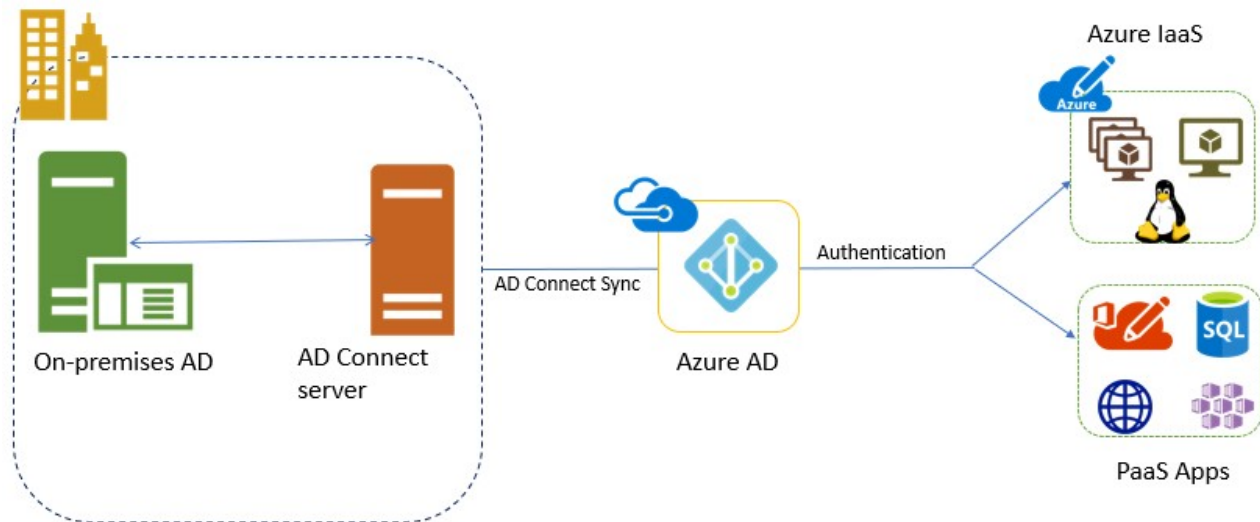 Azure IaaS
Azure
AD Connect Sync
Authentication
On-premises AD
AD Connect
server
Azure AD
SQL
PaaS Apps